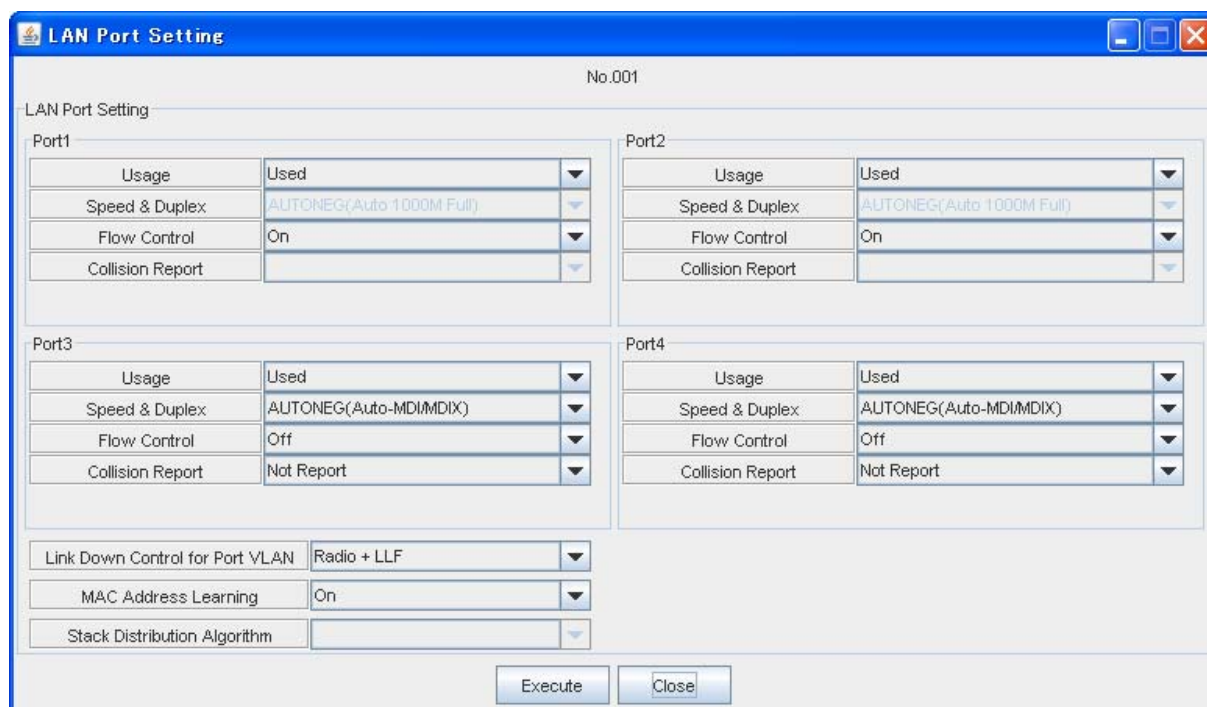 LAN Port Setting
No.001
LAN Port Setting
Port1
Usage Used
Speed & Duplex AUTONEG(Auto 1000M Full)
Flow Control On
Collision Report
Port2
Usage Used
Speed & Duplex AUTONEG(Auto 1000M Full)
Flow Control On
Collision Report
Port3
Usage Used
Speed & Duplex AUTONEG(Auto-MDI/MDIX)
Flow Control Off
Collision Report Not Report
Port4
Usage Used
Speed & Duplex AUTONEG(Auto-MDI/MDIX)
Flow Control Off
Collision Report Not Report
Link Down Control for Port VLAN Radio + LLF
MAC Address Learning On
Stack Distribution Algorithm
Execute Close